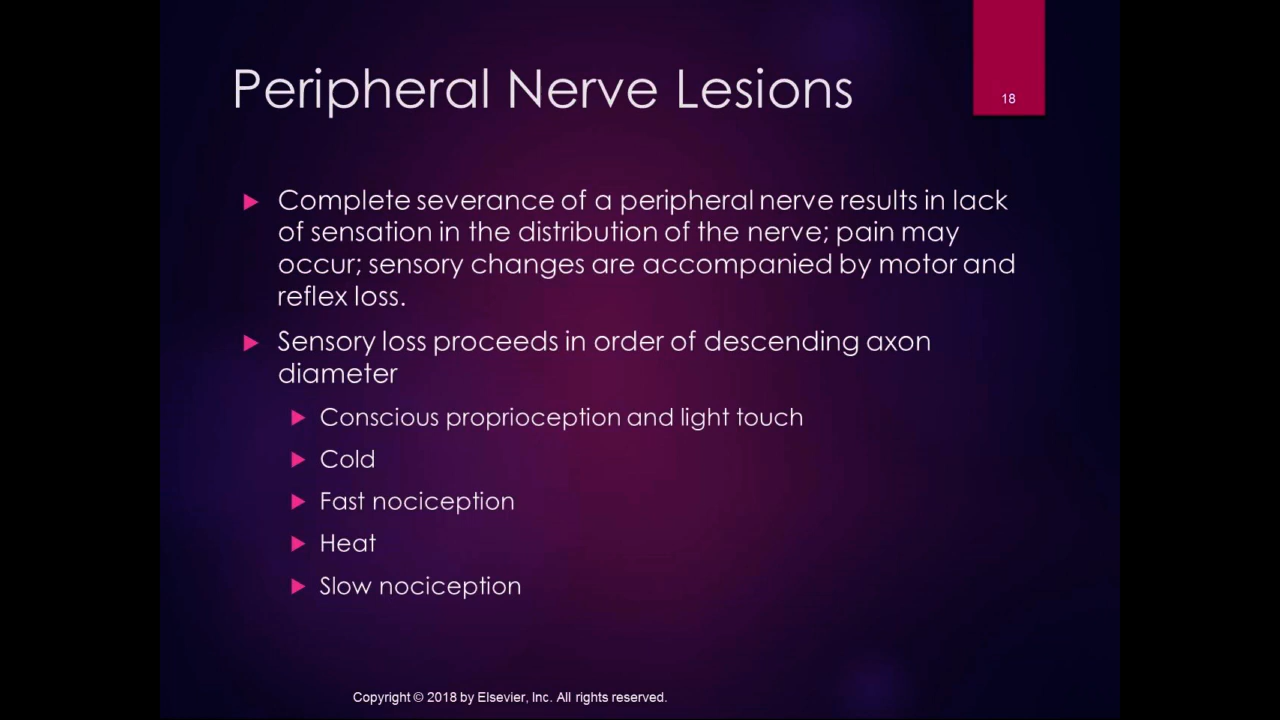 Peripheral Nerve Lesions
18
Complete severance of a peripheral nerve results in lack
of sensation in the distribution of the nerve; pain may
occur; sensory changes are accompanied by motor and
reflex loss.
Sensory loss proceeds in order of descending axon
diameter
Conscious proprioception and light touch
Cold
Fast nociception
Heat
Slow nociception
Copyright © 2018 by Elsevier, Inc. All rights reserved.